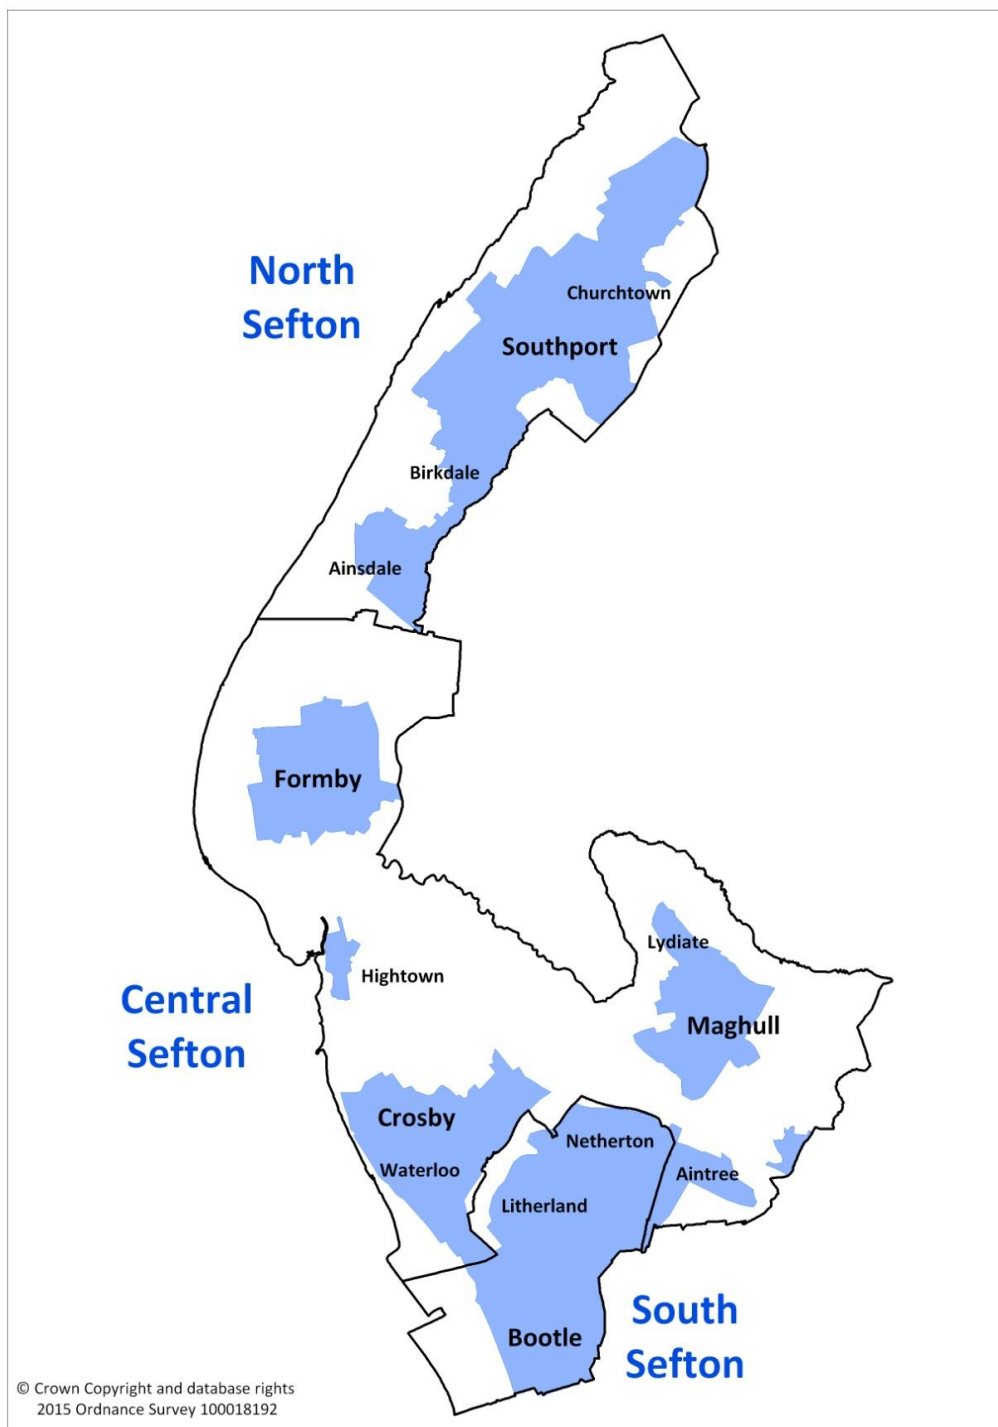 North
Sefton
Churchtown
Southport
Birkdale
Ainsdale
Formby
Lydiate
Hightown
Central
Sefton
Maghull
Crosby
Netherton
Waterloo
Aintree
Litherland
South
Sefton
Bootle
© Crown Copyright and database rights
2015 Ordnance Survey 100018192